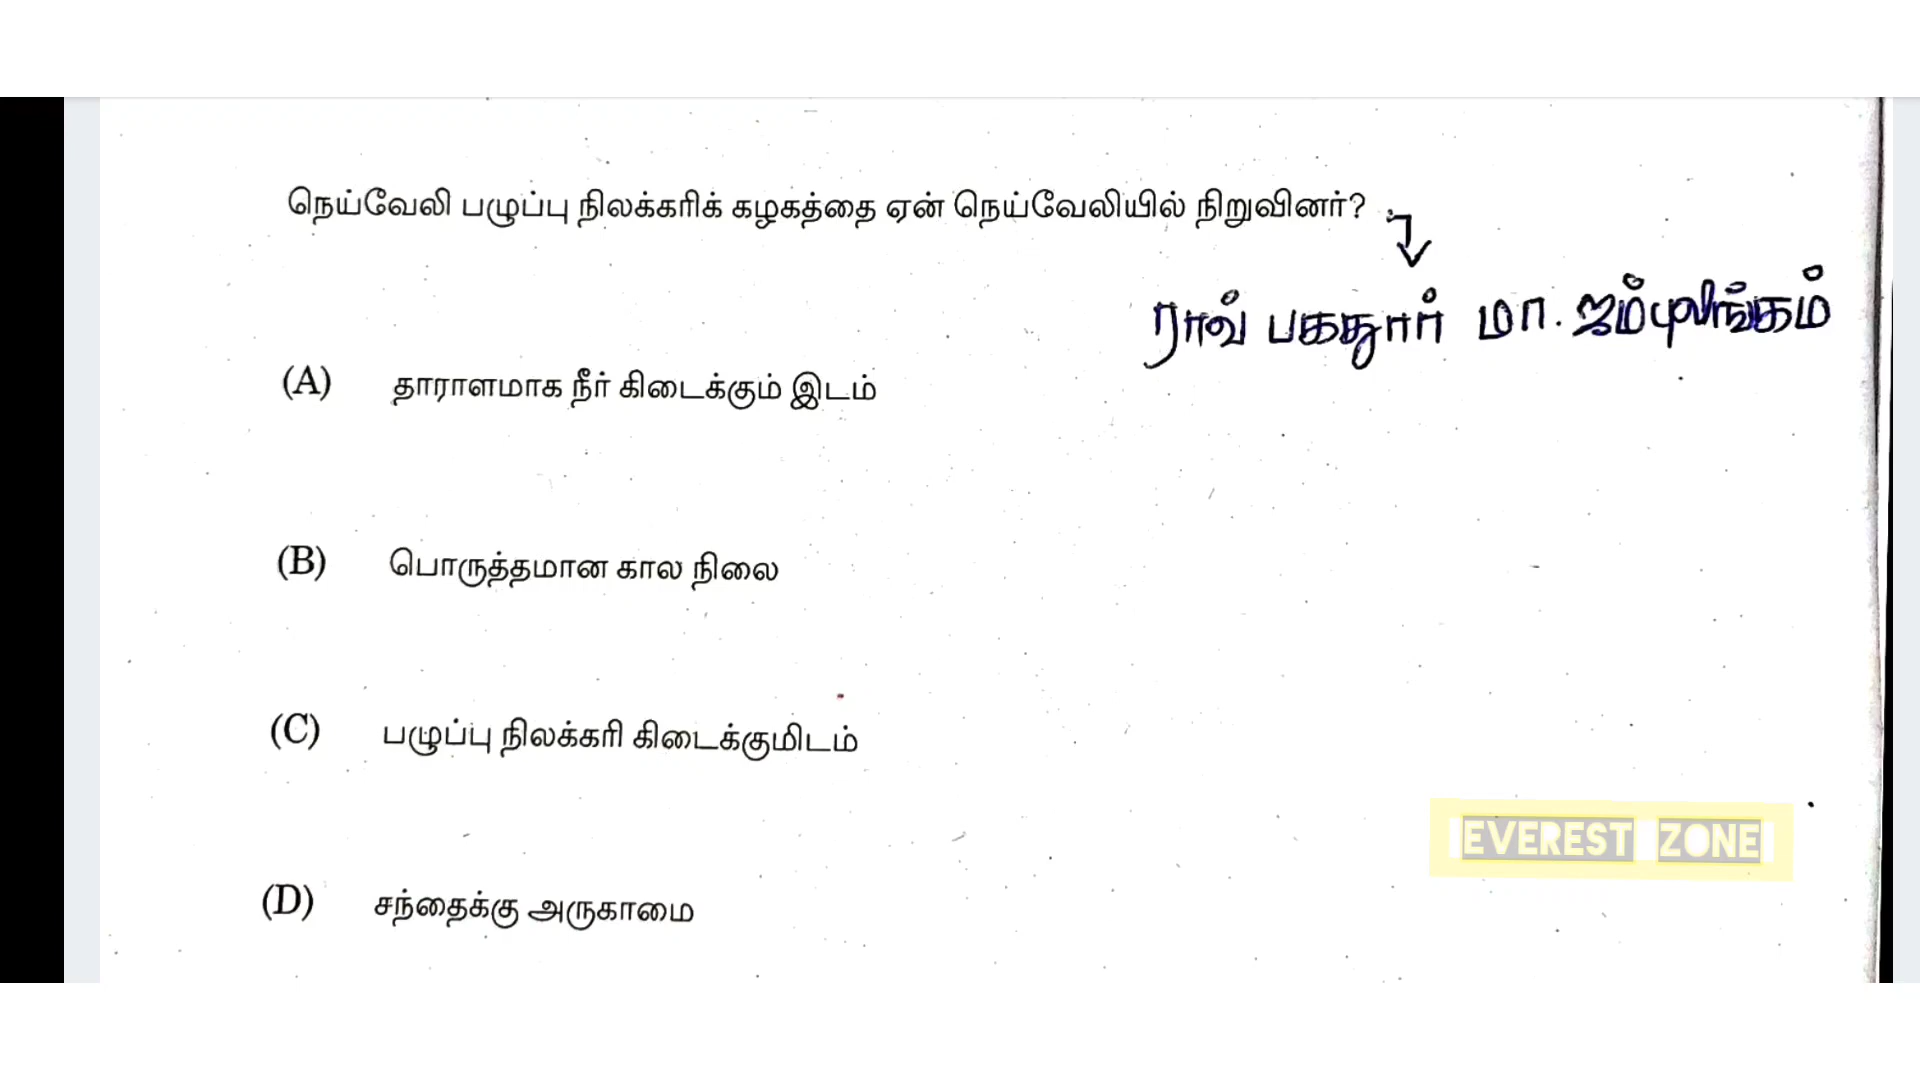 நெய்வேலி பழுப்பு நிலக்கரிக் கழகத்தை ஏன் நெய்வேலியில் நிறுவினர்?
ராவ் பகதூார் மா. ஜம்புலிங்கம்
(A) தாராளமாக நீர் கிடைக்கும் இடம்
(B) பொருத்தமான கால நிலை
(C) பழுப்பு நிலக்கரி கிடைக்குமிடம்
(D) சந்தைக்கு அருகாமை
EVEREST ZONE